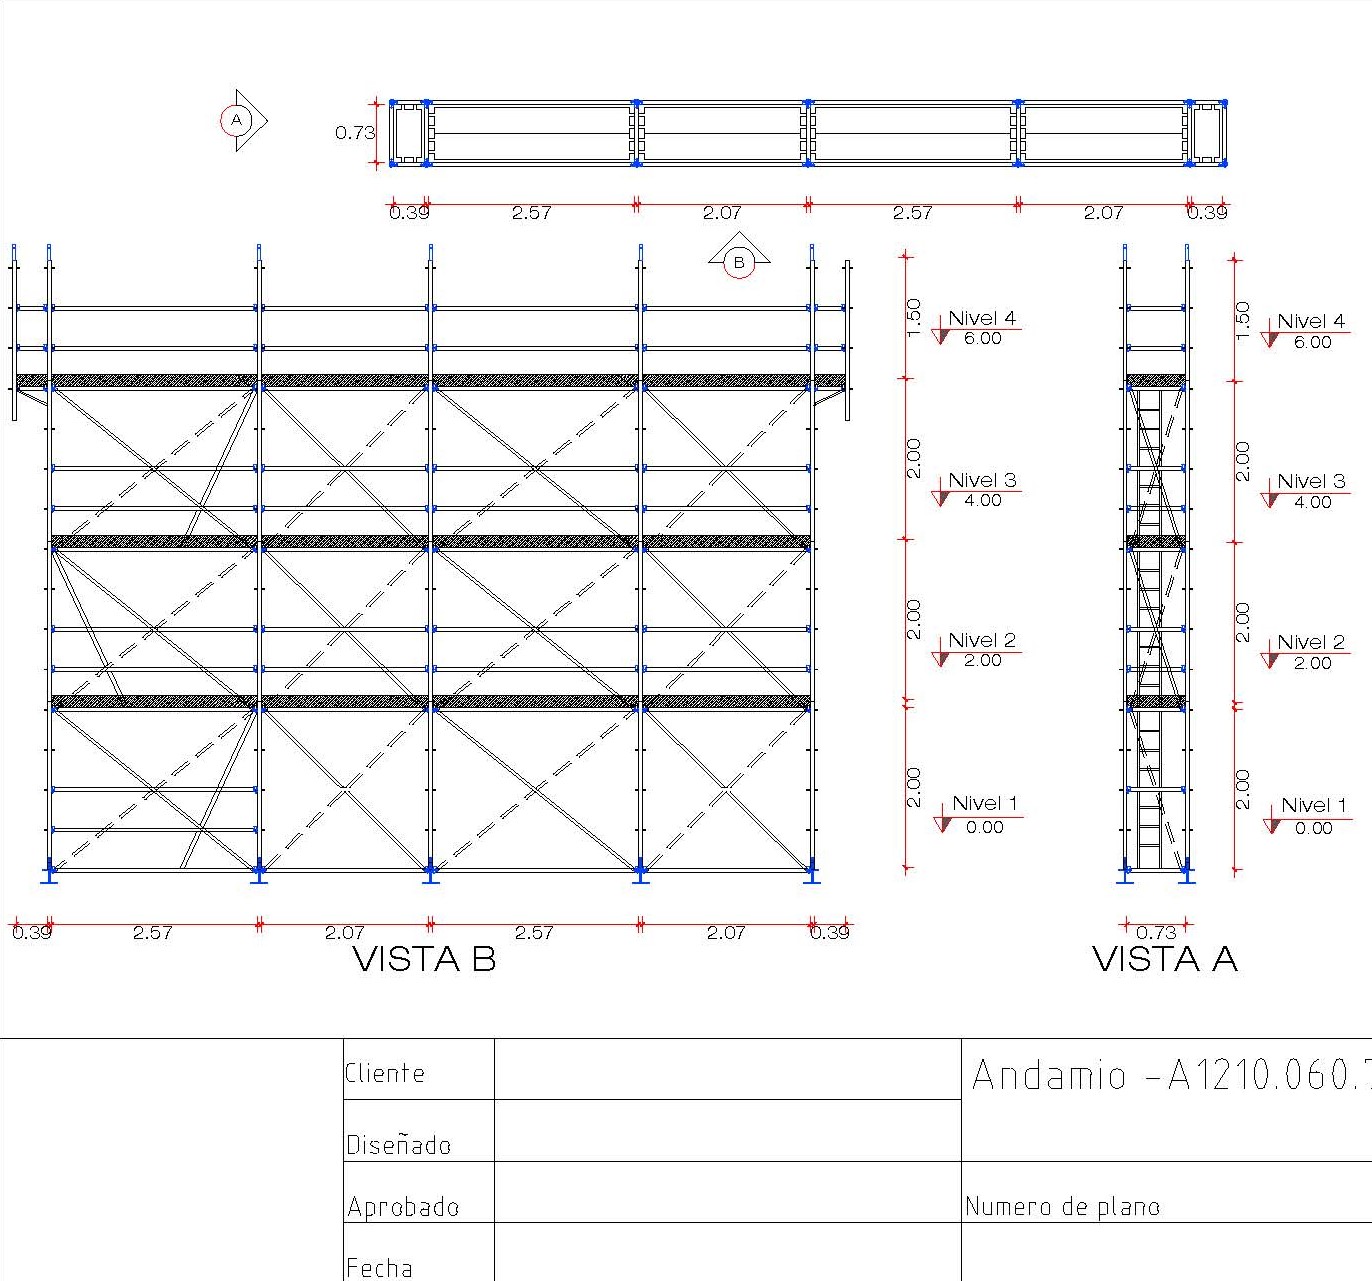 A
0.73
0.39 2.57 2.07 2.57 2.07 0.39
B
1.50 Nivel 4 1.50 Nivel 4
6.00 6.00
2.00 Nivel 3 2.00 Nivel 3
4.00 4.00
2.00 Nivel 2 2.00 Nivel 2
2.00 2.00
2.00 Nivel 1 2.00 Nivel 1
0.00 0.00
0.39 2.57 2.07 2.57 2.07 0.39 0.73
VISTA B VISTA A
Cliente Andamio -A1210.060.7
Diseñado
Aprobado Numero de plano
Fecha